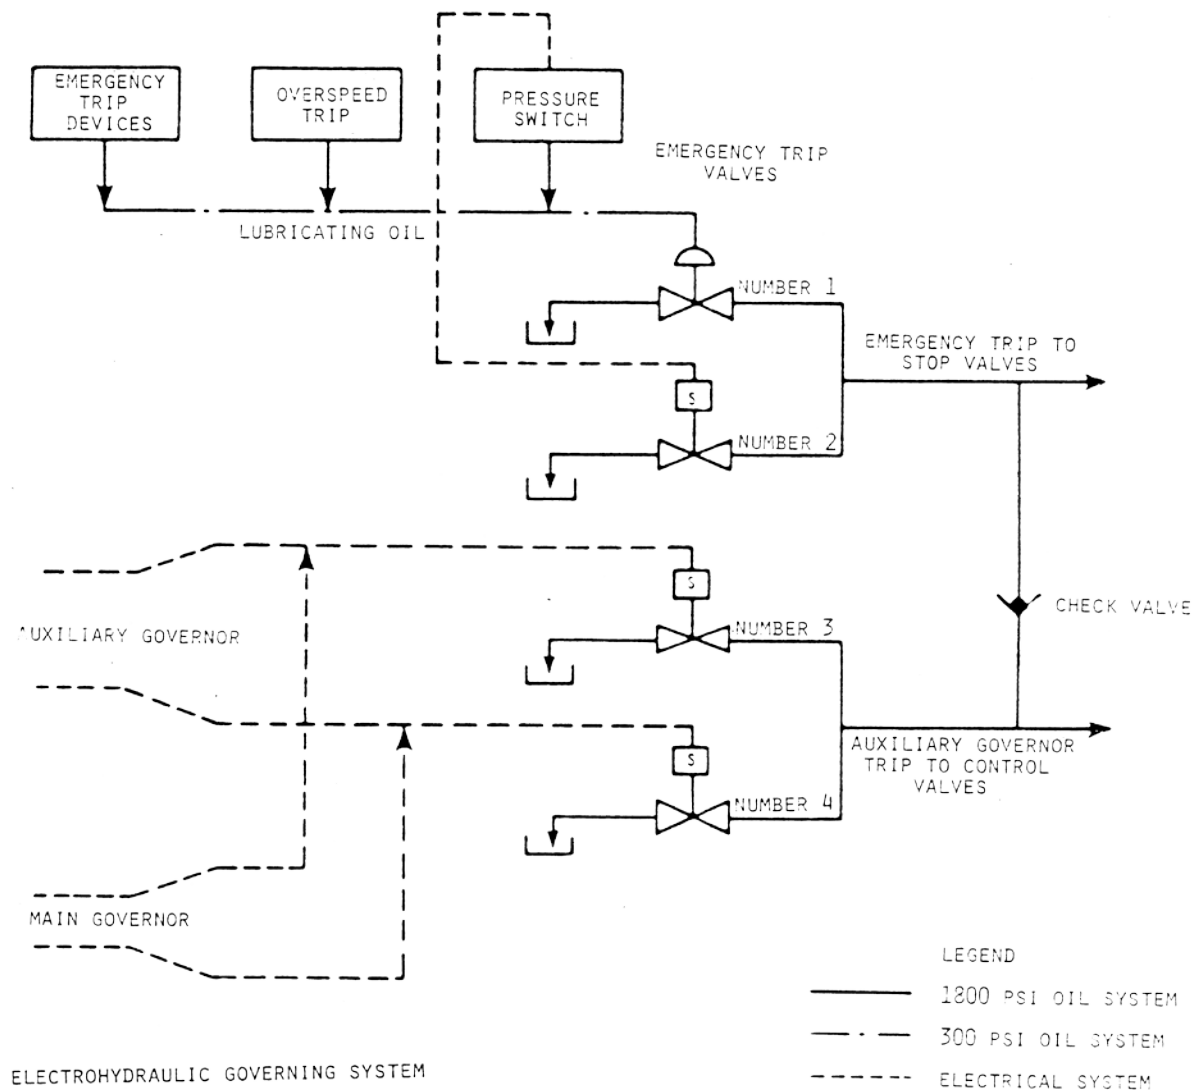 EMERGENCY
TRIP
DEVICES
OVERSPEED
TRIP
PRESSURE
SWITCH
EMERGENCY TRIP
VALVES
LUBRICATING OIL
NUMBER 1
EMERGENCY TRIP TO
STOP VALVES
S
NUMBER 2
S
CHECK VALVE
AUXILIARY GOVERNOR
NUMBER 3
AUXILIARY GOVERNOR
TRIP TO CONTROL
VALVES
S
NUMBER 4
MAIN GOVERNOR
LEGEND
1800 PSI OIL SYSTEM
300 PSI OIL SYSTEM
ELECTRICAL SYSTEM
ELECTROHYDRAULIC GOVERNING SYSTEM